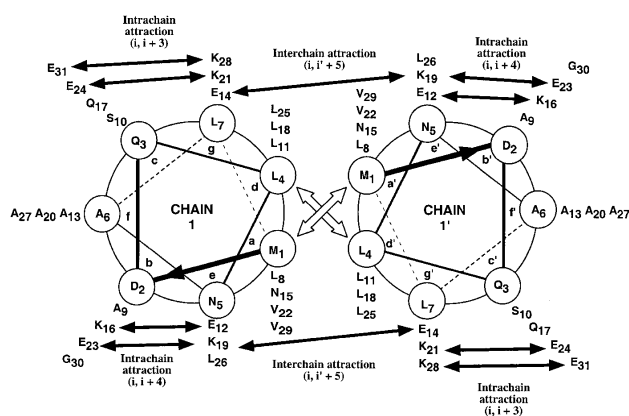 Intrachain
attraction
(i, i + 3)
E31
K28
E24
K21
Q17
E14
S10
L7
Q3
c
g
Interchain attraction
(i, i' + 5)
L25
L18
L11
L4
d
V29
V22
N15
L8
M1
a'
L26
K19
E12
N5
e'
Intrachain
attraction
(i, i + 4)
G30
E23
K16
A9
D2
b'
A27 A20 A13 A6
f
CHAIN
1
CHAIN
1'
f'
A6 A13 A20 A27
b
D2
A9
e
N5
a
M1
L8
N15
V22
V29
d'
L4
L11
L18
L25
g'
L7
c'
Q3
S10
Q17
K16
E12
E23
K19
G30
L26
Intrachain
attraction
(i, i + 4)
Interchain attraction
(i, i' + 5)
E14
K21
E24
K28
E31
Intrachain
attraction
(i, i + 3)